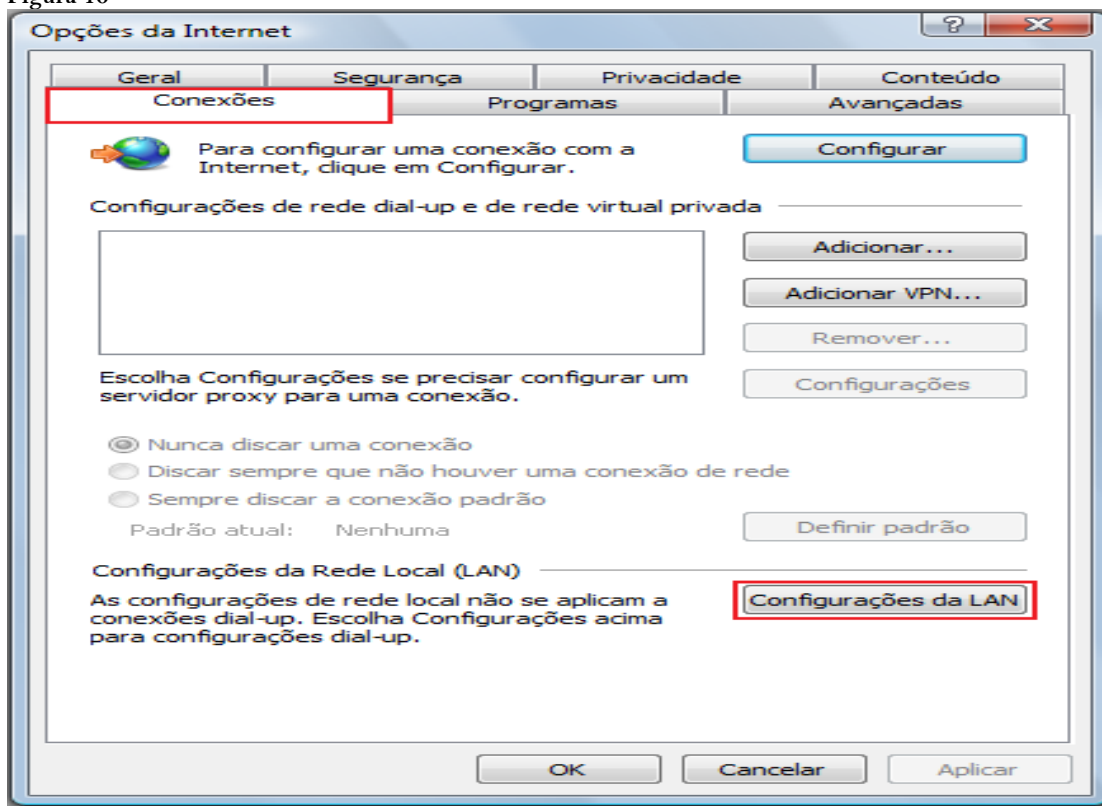 Figura 16
Opções da Internet
Geral Segurança Privacidade Conteúdo
Conexões Programas Avançadas
Para configurar uma conexão com a
Internet, clique em Configurar.
Configurar
Configurações de rede dial-up e de rede virtual privada
Adicionar...
Adicionar VPN...
Remover...
Escolha Configurações se precisar configurar um
servidor proxy para uma conexão.
Configurações
Nunca discar uma conexão
Discar sempre que não houver uma conexão de rede
Sempre discar a conexão padrão
Padrão atual: Nenhuma
Definir padrão
Configurações da Rede Local (LAN)
As configurações de rede local não se aplicam a
conexões dial-up. Escolha Configurações acima
para configurações dial-up.
Configurações da LAN
OK Cancelar Aplicar